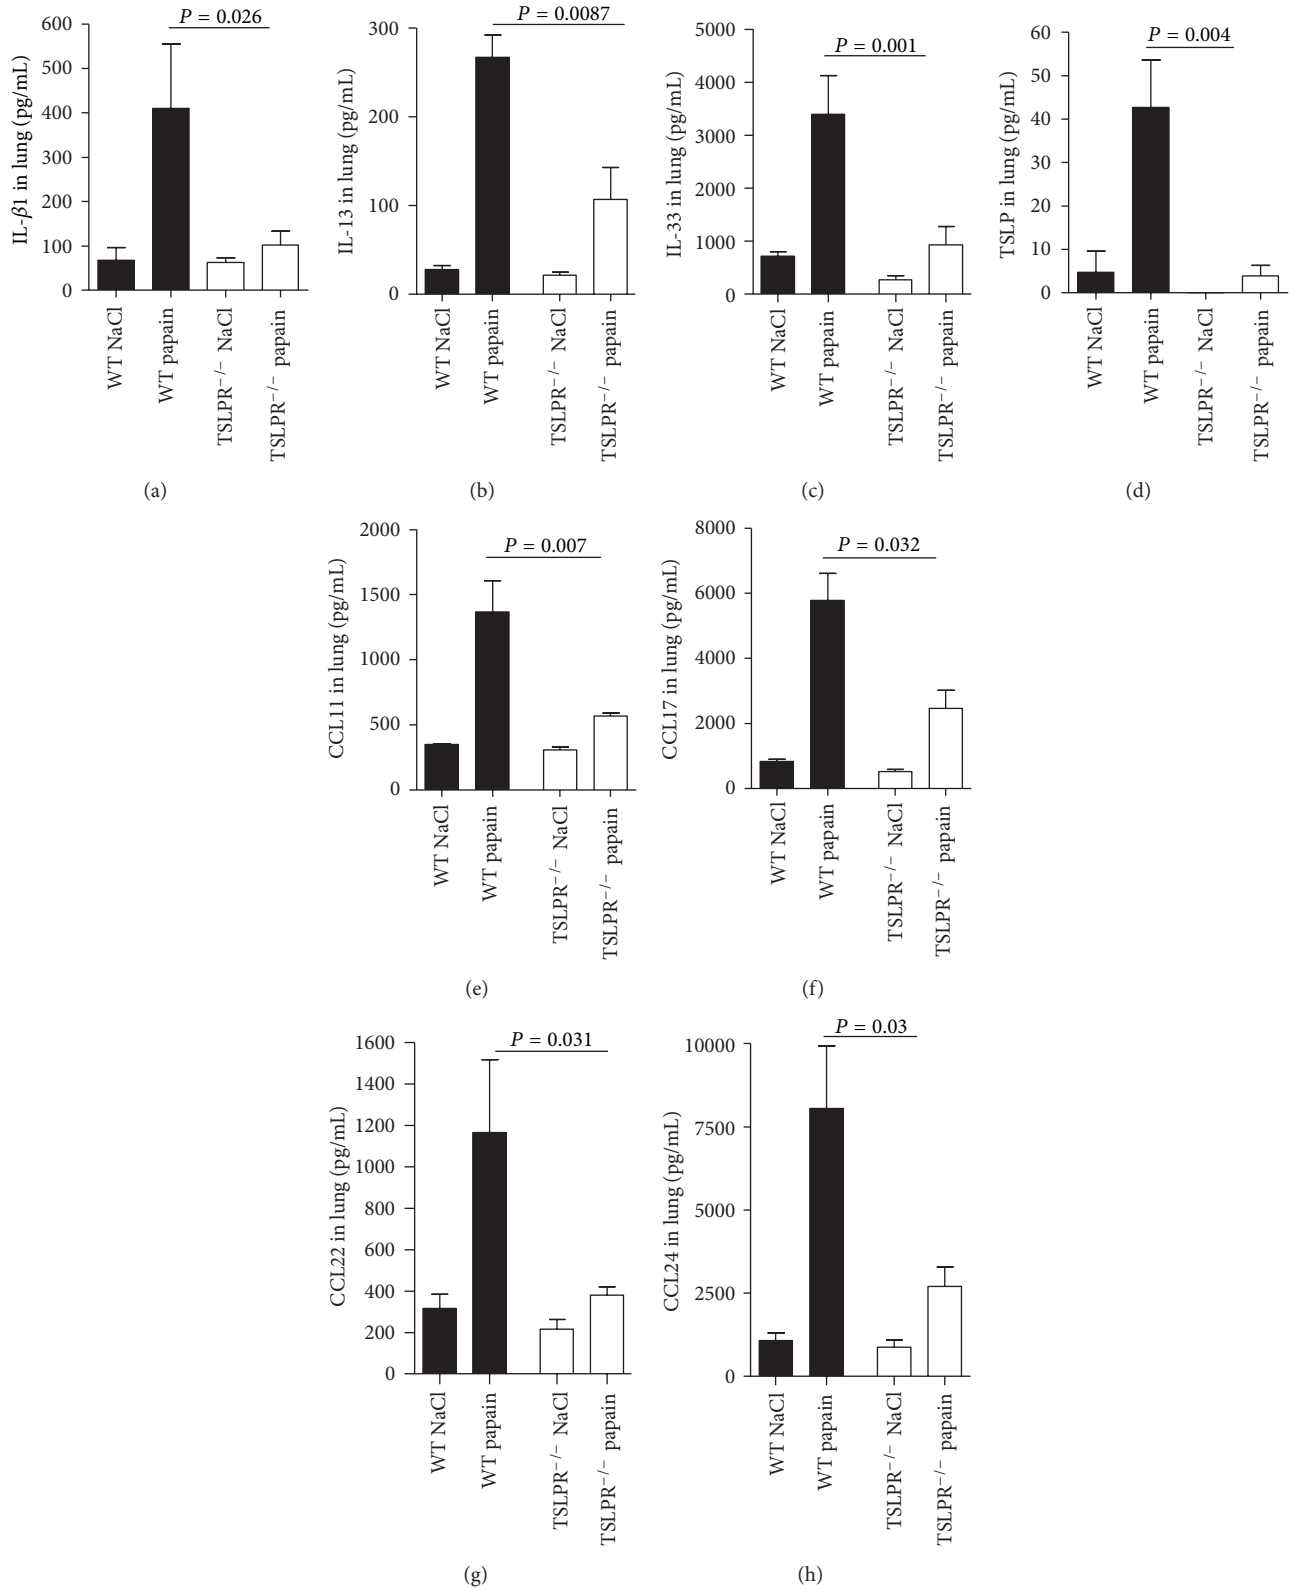 IL-β1 in lung (pg/mL)
600
500
400
300
200
100
0
P = 0.026
WT NaCl
WT papain
TSLPR−/− NaCl
TSLPR−/− papain
(a)
IL-13 in lung (pg/mL)
300
200
100
0
P = 0.0087
WT NaCl
WT papain
TSLPR−/− NaCl
TSLPR−/− papain
(b)
IL-33 in lung (pg/mL)
5000
4000
3000
2000
1000
0
P = 0.001
WT NaCl
WT papain
TSLPR−/− NaCl
TSLPR−/− papain
(c)
TSLP in lung (pg/mL)
60
50
40
30
20
10
0
P = 0.004
WT NaCl
WT papain
TSLPR−/− NaCl
TSLPR−/− papain
(d)
CCL11 in lung (pg/mL)
2000
1500
1000
500
0
P = 0.007
WT NaCl
WT papain
TSLPR−/− NaCl
TSLPR−/− papain
(e)
CCL17 in lung (pg/mL)
8000
6000
4000
2000
0
P = 0.032
WT NaCl
WT papain
TSLPR−/− NaCl
TSLPR−/− papain
(f)
CCL22 in lung (pg/mL)
1600
1400
1200
1000
800
600
400
200
0
P = 0.031
WT NaCl
WT papain
TSLPR−/− NaCl
TSLPR−/− papain
(g)
CCL24 in lung (pg/mL)
10000
7500
5000
2500
0
P = 0.03
WT NaCl
WT papain
TSLPR−/− NaCl
TSLPR−/− papain
(h)